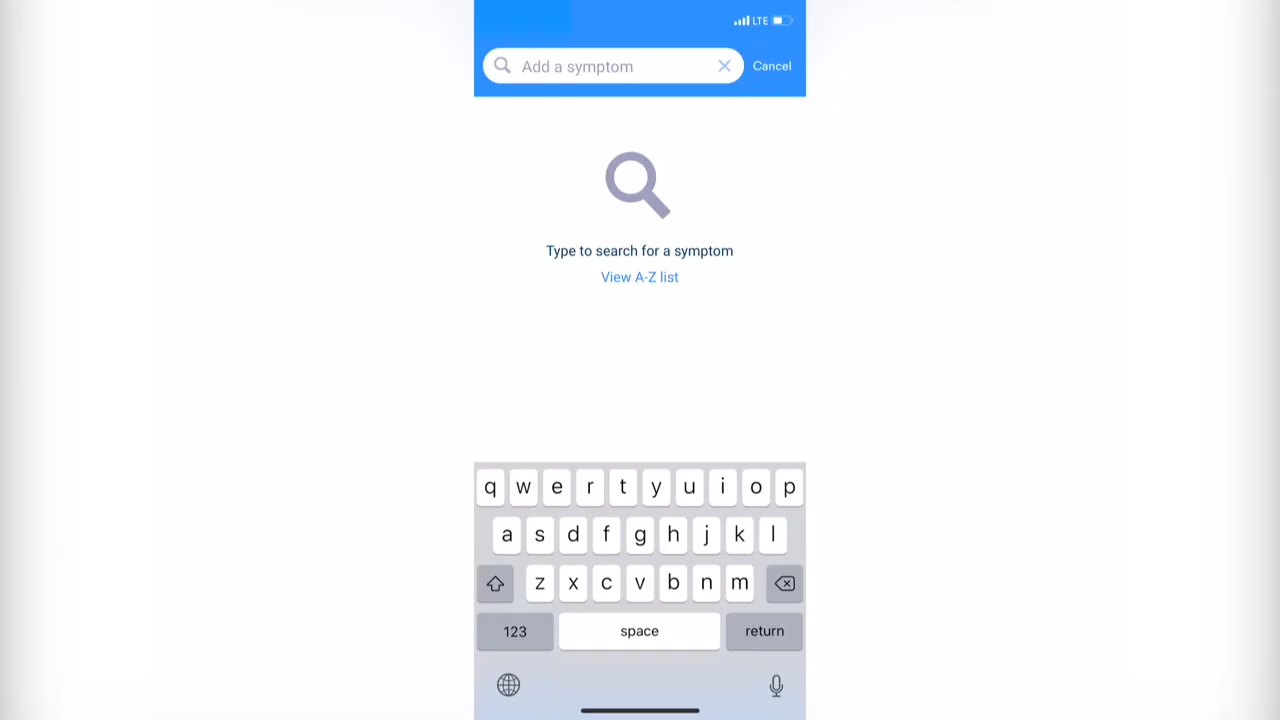 LTE
Add a symptom
Cancel
Type to search for a symptom
View A-Z list
q w e r t y u i o p
a s d f g h j k l
z x c v b n m
123 space return